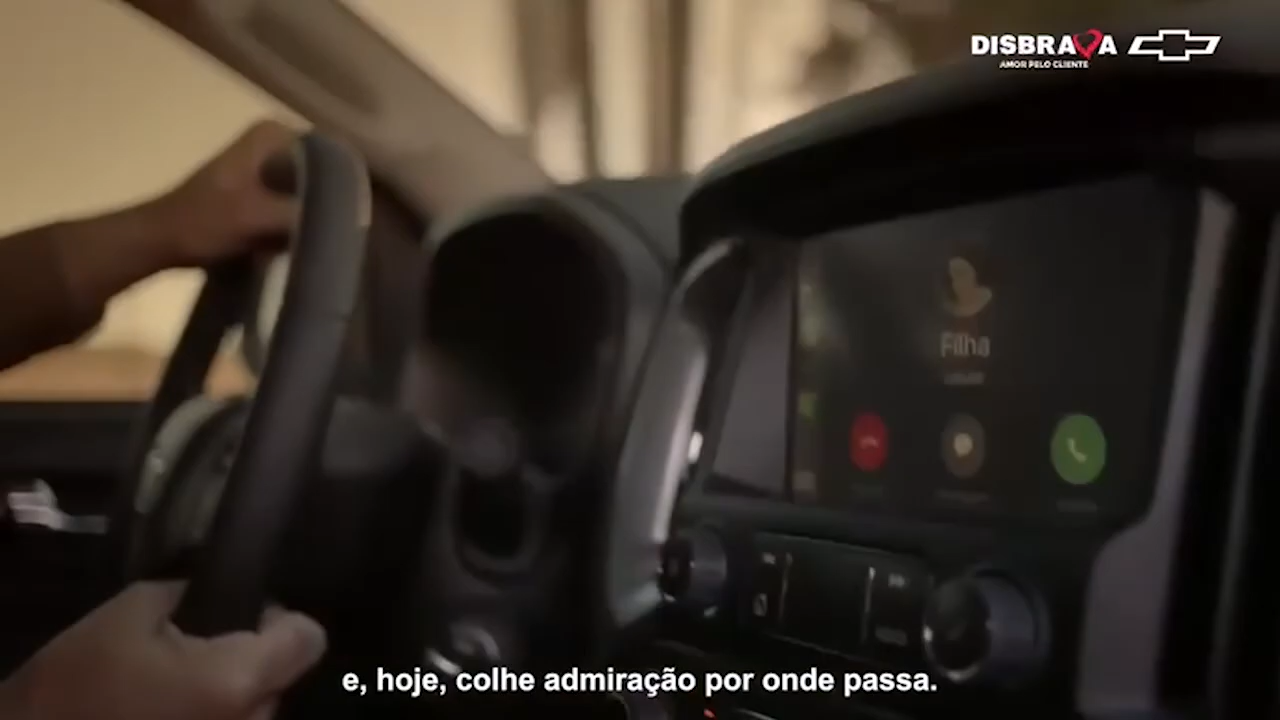 DISBRAVA
AMOR PELO CLIENTE
Filha
e, hoje, colhe admiração por onde passa.